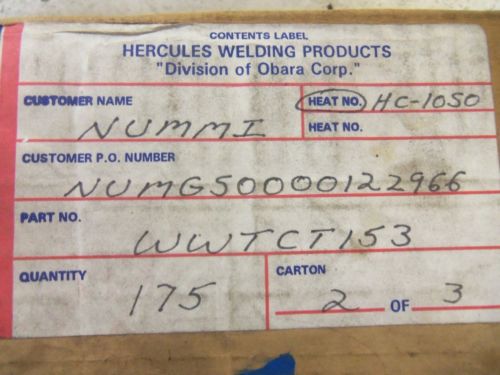 CONTENTS LABEL
HERCULES WELDING PRODUCTS
"Division of Obara Corp."
CUSTOMER NAME
NUMMI
HEAT NO. HC-1050
HEAT NO.
CUSTOMER P.O. NUMBER
NUMG50000122966
PART NO.
WWTCT153
QUANTITY
175
CARTON
2 OF 3